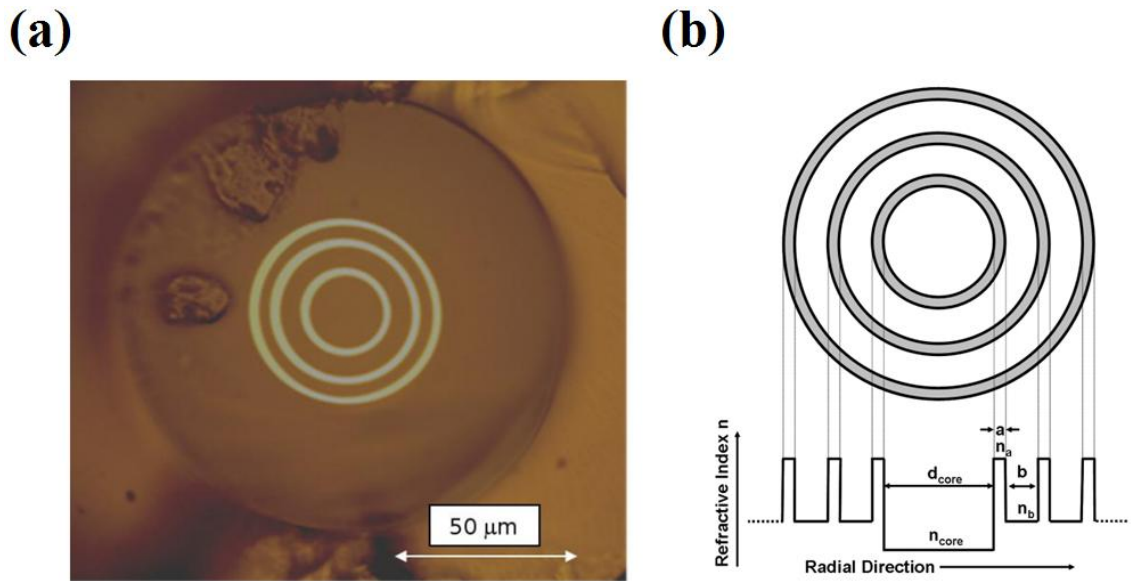 (a)
(b)
50 μm
a
n_a
d_core
b
n_b
n_core
Refractive Index n
Radial Direction